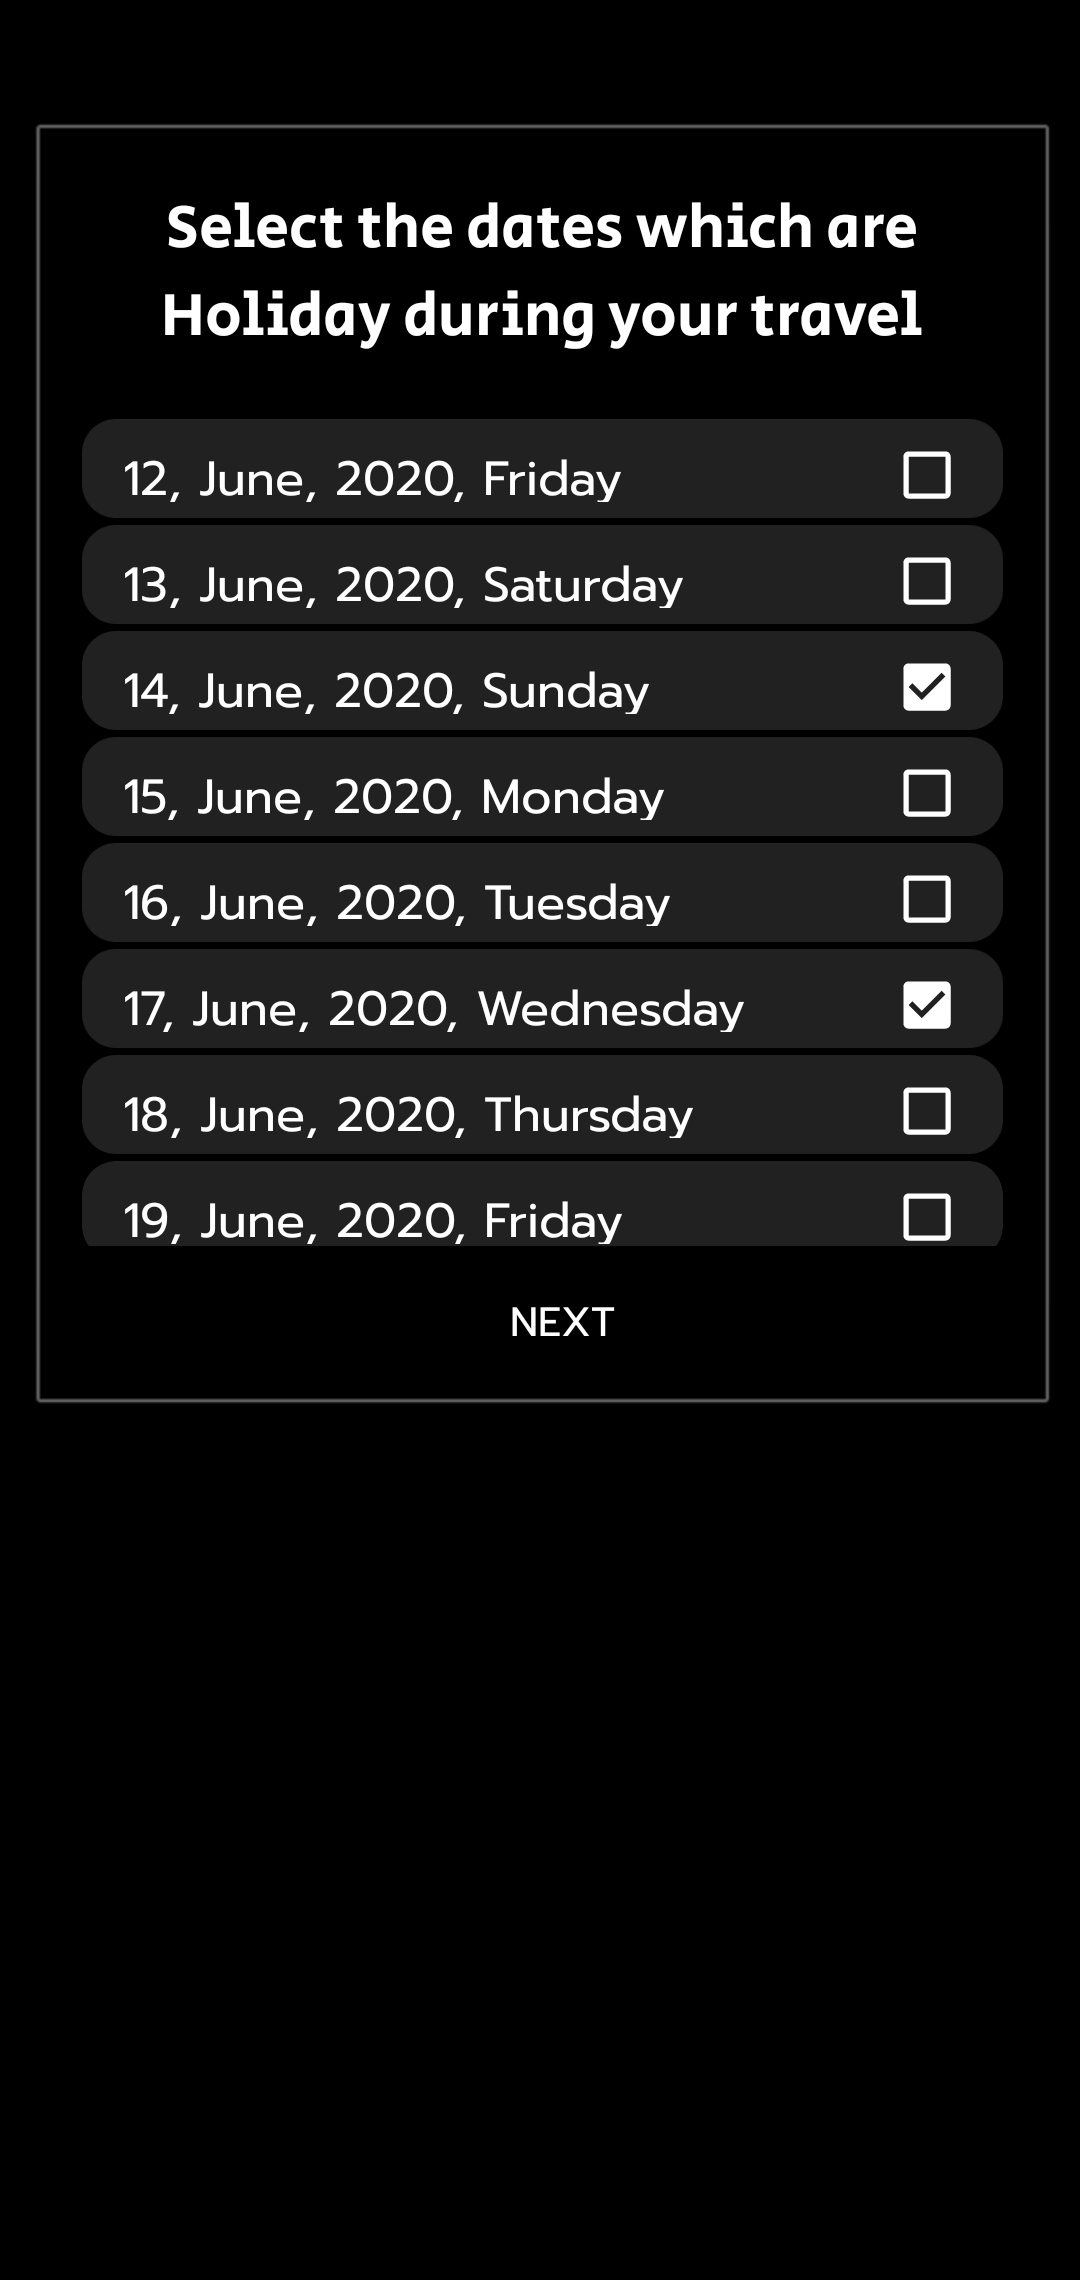 Select the dates which are
Holiday during your travel
12, June, 2020, Friday
13, June, 2020, Saturday
14, June, 2020, Sunday
15, June, 2020, Monday
16, June, 2020, Tuesday
17, June, 2020, Wednesday
18, June, 2020, Thursday
19, June, 2020, Friday
NEXT